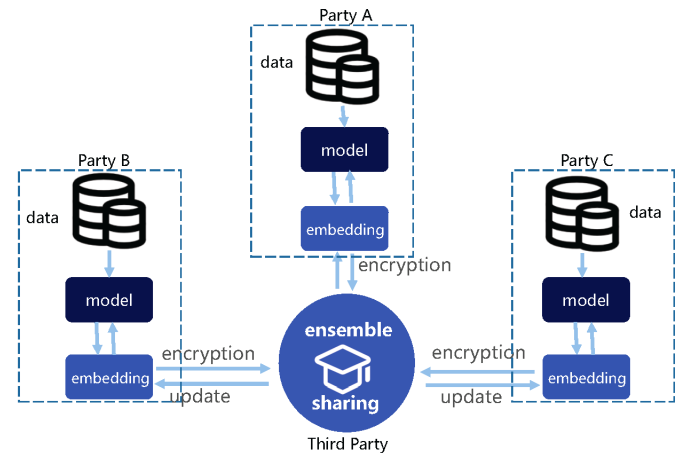 Party A
data
model
embedding
encryption
Party B
data
model
embedding
encryption
update
Party C
data
model
embedding
encryption
update
ensemble
sharing
Third Party